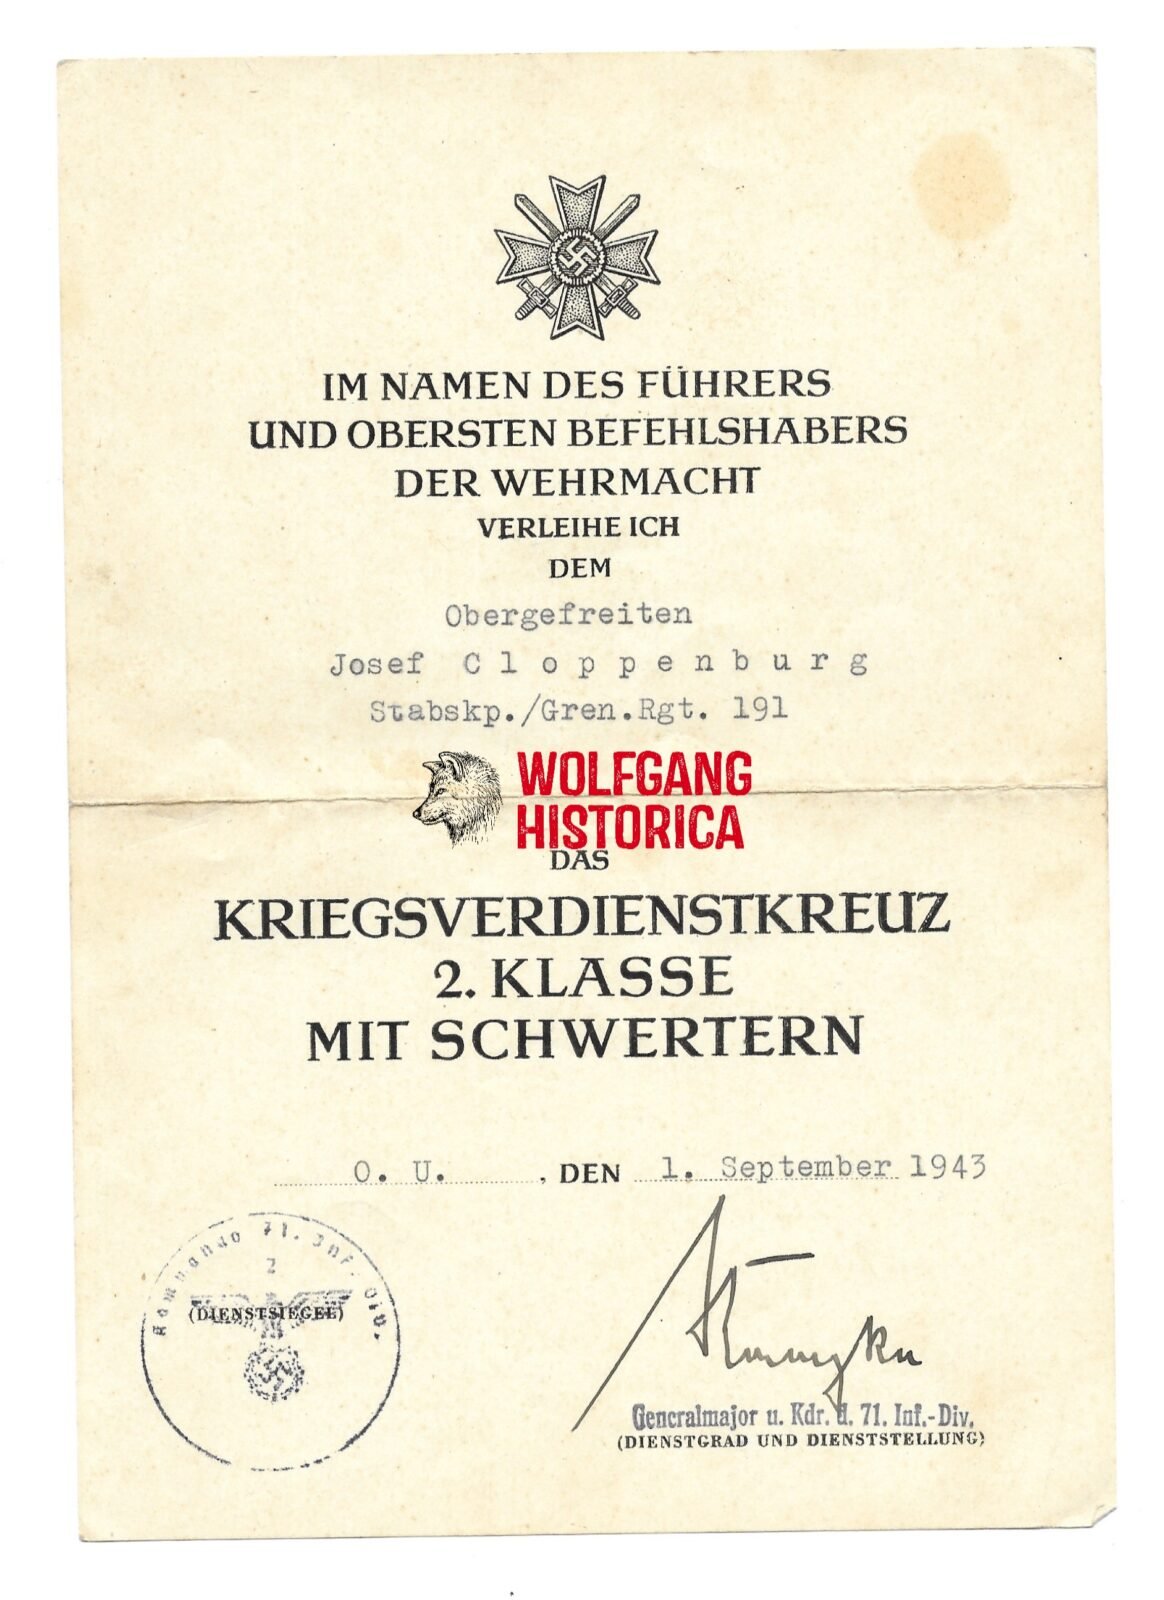 IM NAMEN DES FÜHRERS
UND OBERSTEN BEFEHLSHABERS
DER WEHRMACHT
VERLEIHE ICH
DEM
Obergefreiten
Josef C l o p p e n b u r g
Stabskp./Gren.Rgt. 191
WOLFGANG
HISTORICA
DAS
KRIEGSVERDIENSTKREUZ
2. KLASSE
MIT SCHWERTERN
O. U. , DEN 1. September 1943
Kommando 71. Inf. Div.
2
(DIENSTSIEGEL)
Generalmajor u. Kdr. d. 71. Inf.-Div.
(DIENSTGRAD UND DIENSTSTELLUNG)